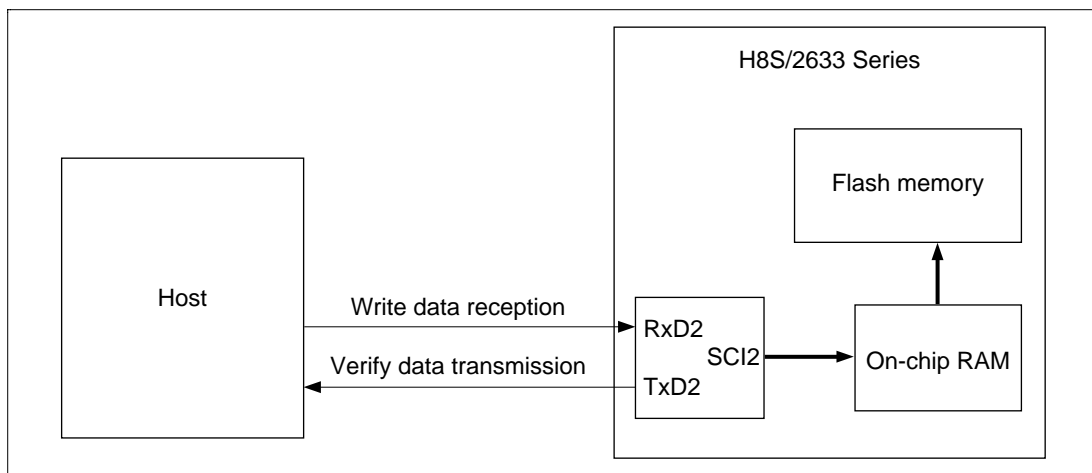 H8S/2633 Series
Flash memory
Host
Write data reception
RxD2
SCI2
On-chip RAM
Verify data transmission
TxD2